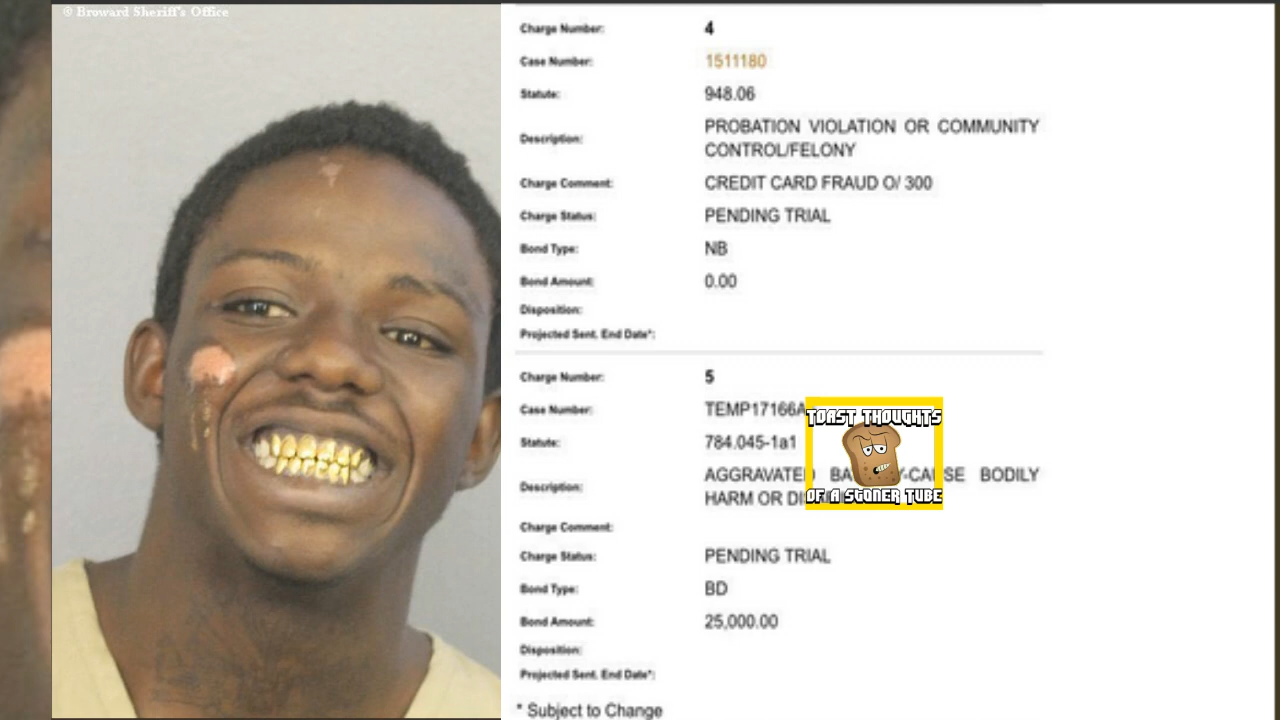 © Broward Sheriff's Office
Charge Number: 4
Case Number: 1511180
Statute: 948.06
Description: PROBATION VIOLATION OR COMMUNITY
CONTROL/FELONY
Charge Comment: CREDIT CARD FRAUD O/ 300
Charge Status: PENDING TRIAL
Bond Type: NB
Bond Amount: 0.00
Disposition:
Projected Sent. End Date*:
Charge Number: 5
Case Number: TEMP17166A
Statute: 784.045-1a1
Description: AGGRAVATED BODILY
HARM OR
Charge Comment:
Charge Status: PENDING TRIAL
Bond Type: BD
Bond Amount: 25,000.00
Disposition:
Projected Sent. End Date*:
* Subject to Change
TOAST THOUGHTS
OF A STONER TUBE